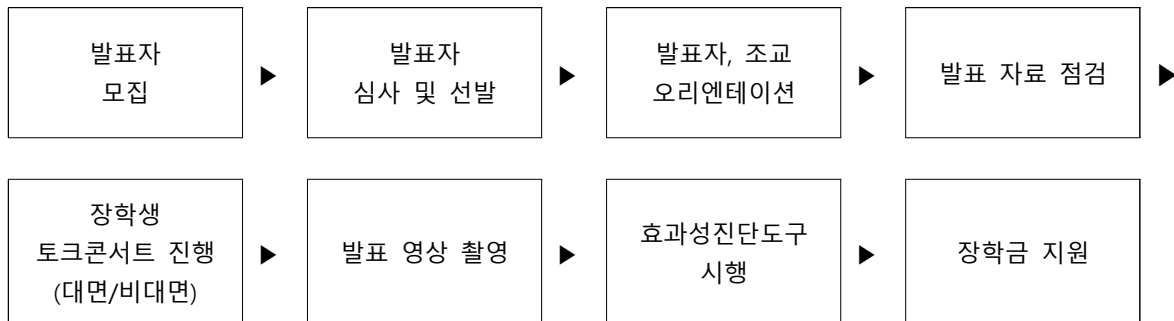 발표자
모집
▶
발표자
심사 및 선발
▶
발표자, 조교
오리엔테이션
▶
발표 자료 점검
▶
장학생
토크콘서트 진행
(대면/비대면)
▶
발표 영상 촬영
▶
효과성진단도구
시행
▶
장학금 지원